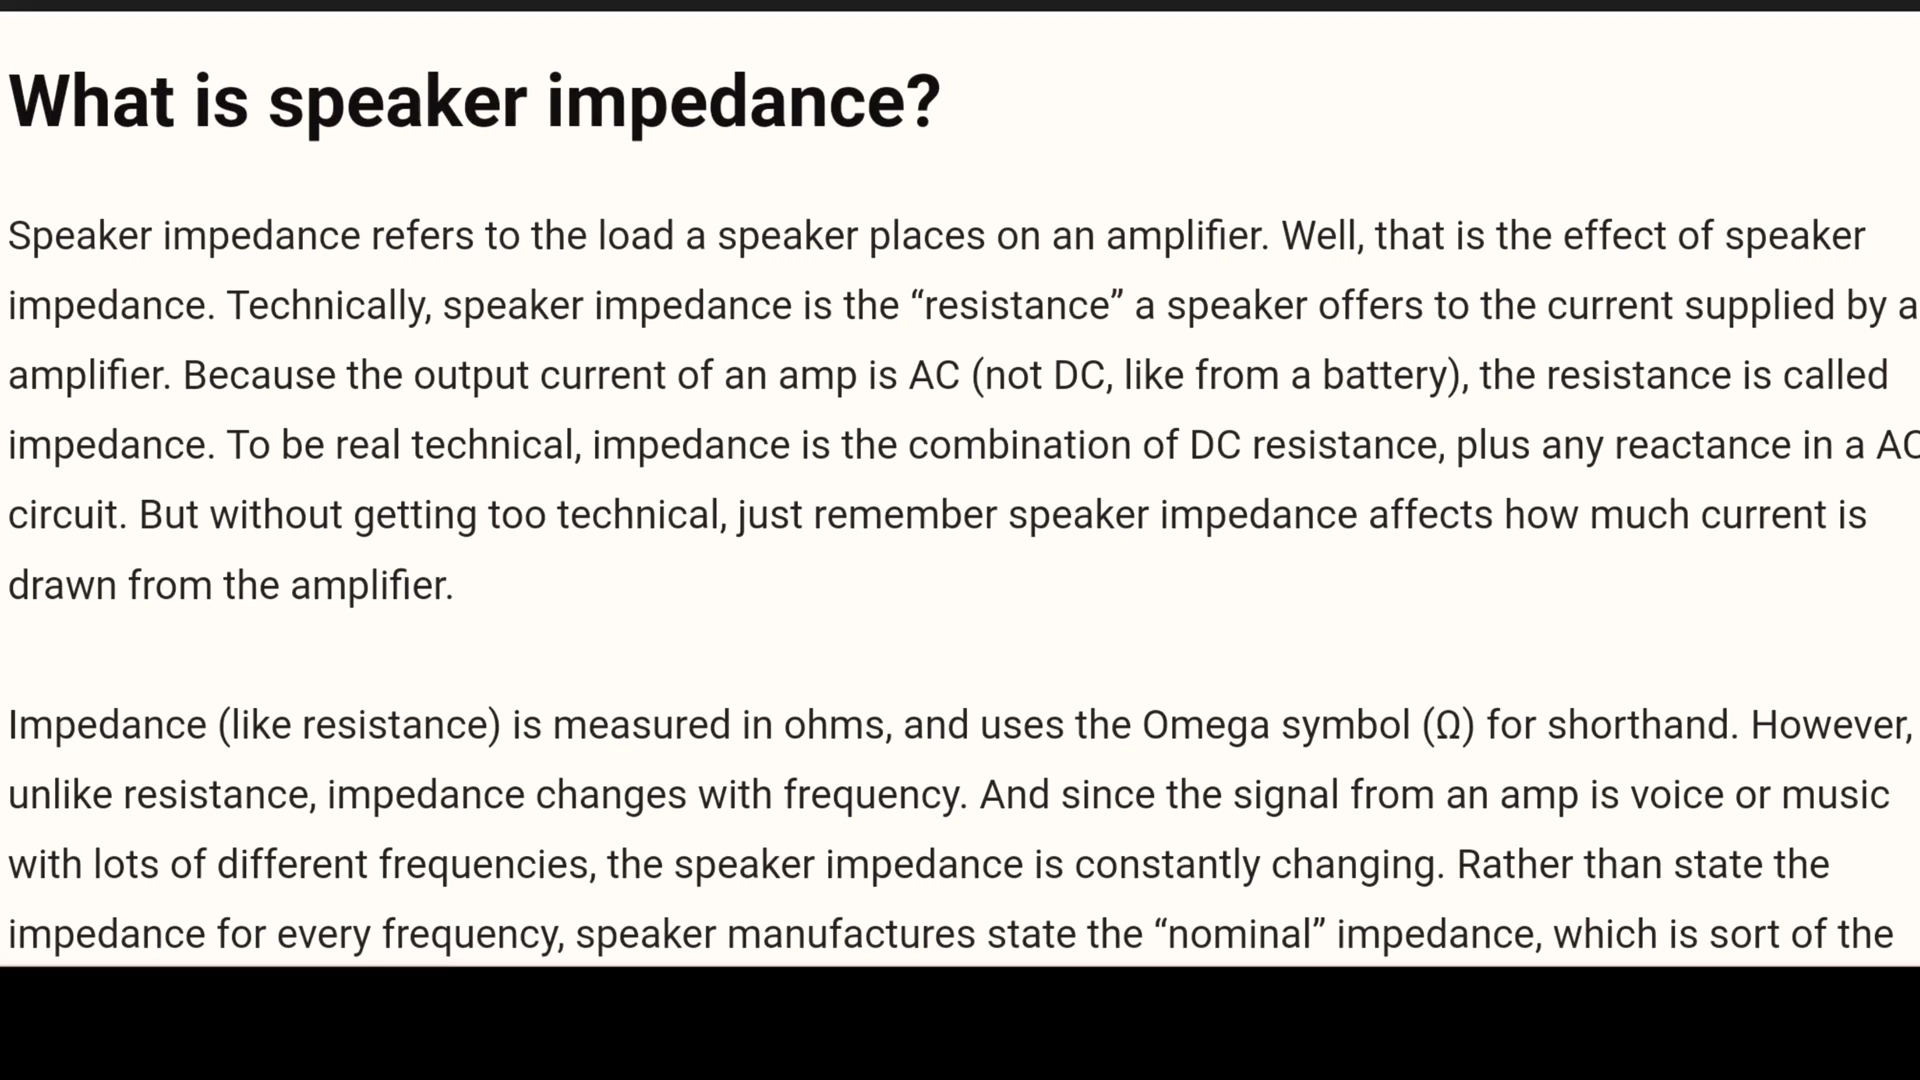 What is speaker impedance?
Speaker impedance refers to the load a speaker places on an amplifier. Well, that is the effect of speaker
impedance. Technically, speaker impedance is the “resistance” a speaker offers to the current supplied by a
amplifier. Because the output current of an amp is AC (not DC, like from a battery), the resistance is called
impedance. To be real technical, impedance is the combination of DC resistance, plus any reactance in a AC
circuit. But without getting too technical, just remember speaker impedance affects how much current is
drawn from the amplifier.
Impedance (like resistance) is measured in ohms, and uses the Omega symbol (Ω) for shorthand. However,
unlike resistance, impedance changes with frequency. And since the signal from an amp is voice or music
with lots of different frequencies, the speaker impedance is constantly changing. Rather than state the
impedance for every frequency, speaker manufactures state the “nominal” impedance, which is sort of the